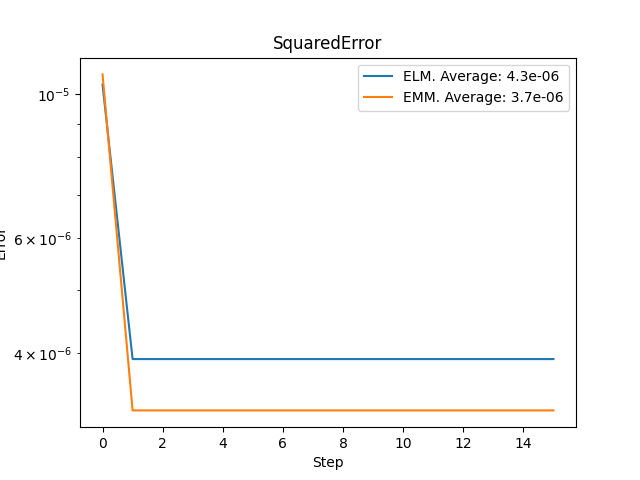 SquaredError
ELM. Average: 4.3e-06
EMM. Average: 3.7e-06
10⁻⁵
6 × 10⁻⁶
4 × 10⁻⁶
Error
0 2 4 6 8 10 12 14
Step